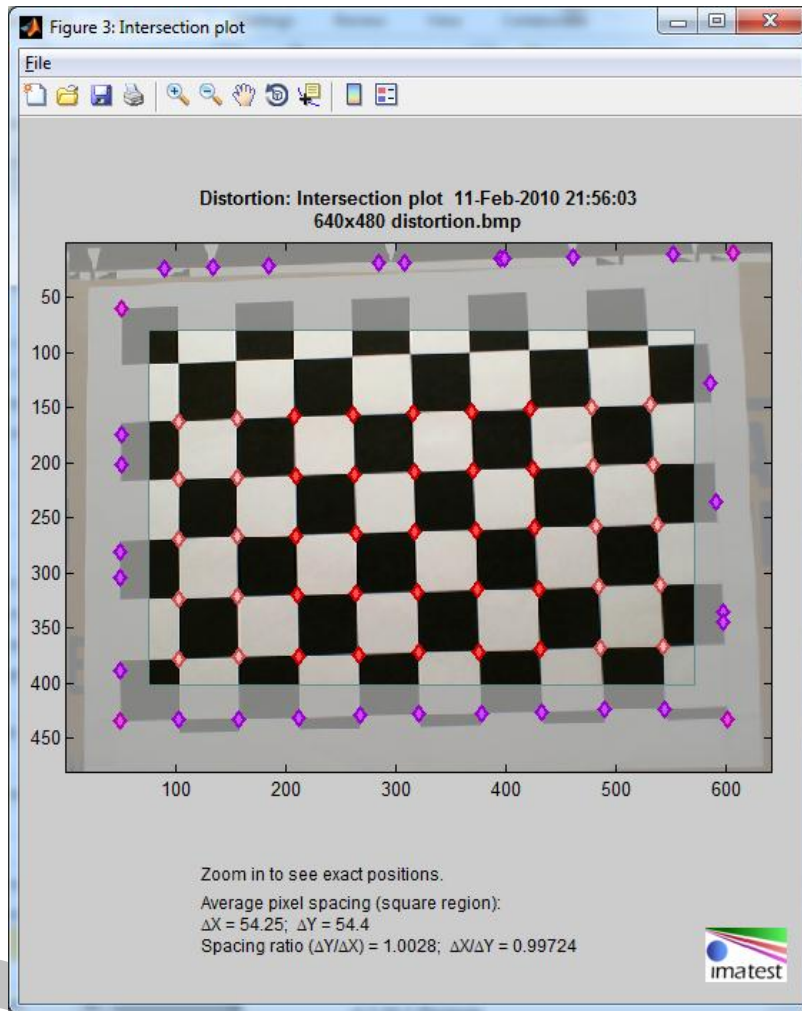 Figure 3: Intersection plot
File
Distortion: Intersection plot 11-Feb-2010 21:56:03
640x480 distortion.bmp
50
100
150
200
250
300
350
400
450
100 200 300 400 500 600
Zoom in to see exact positions.
Average pixel spacing (square region):
ΔX = 54.25; ΔY = 54.4
Spacing ratio (ΔY/ΔX) = 1.0028; ΔX/ΔY = 0.99724
imatest